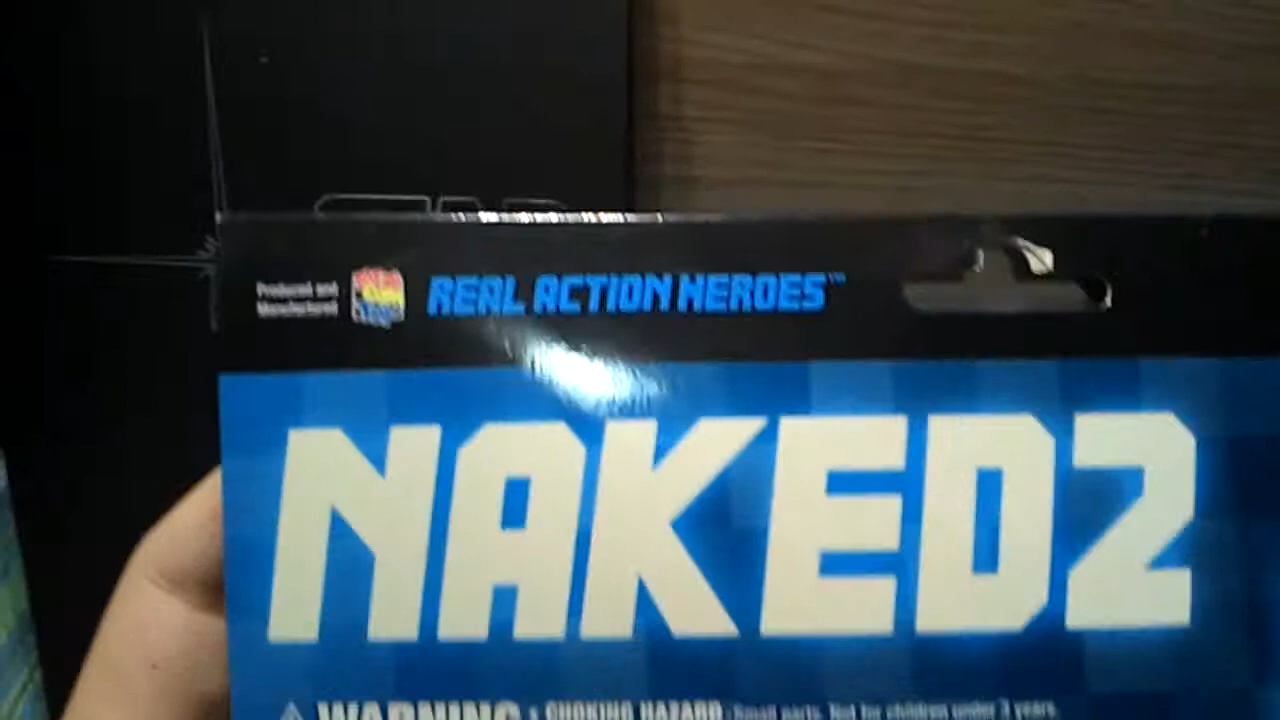 Produced and
Manufactured
REAL ACTION HEROES™
NAKED2
⚠ WARNING: CHOKING HAZARD-Small parts. Not for children under 3 years.